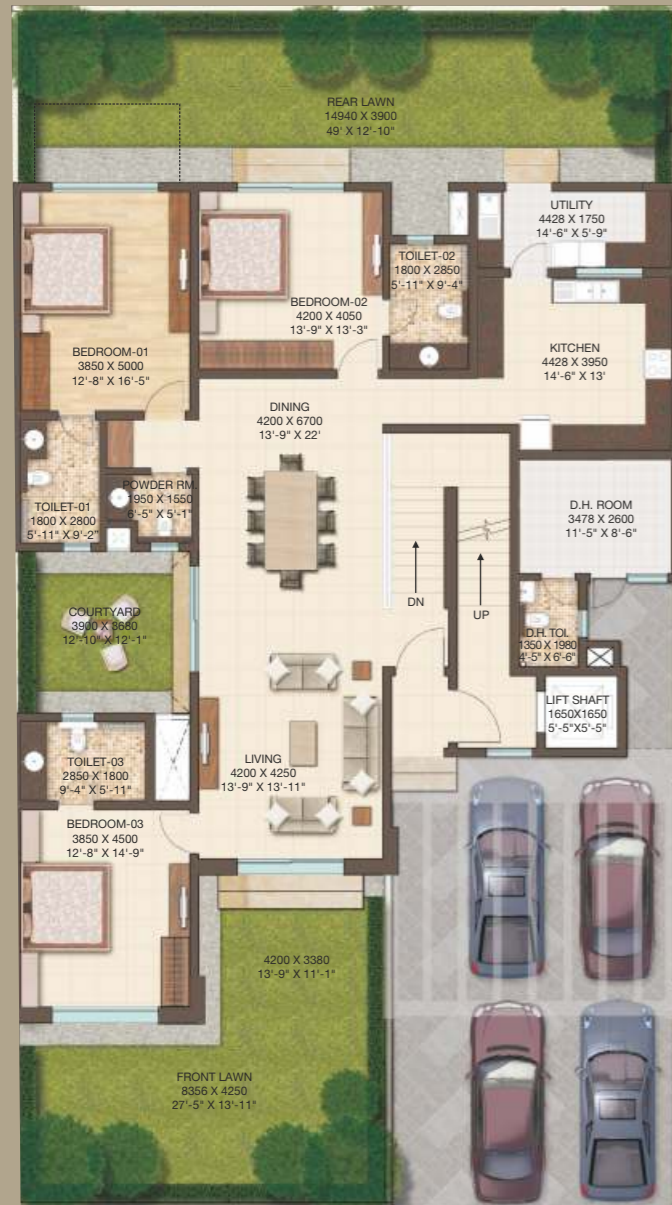 REAR LAWN
14940 X 3900
49' X 12'-10"
UTILITY
4428 X 1750
14'-6" X 5'-9"
TOILET-02
1800 X 2850
5'-11" X 9'-4"
BEDROOM-02
4200 X 4050
13'-9" X 13'-3"
BEDROOM-01
3850 X 5000
12'-8" X 16'-5"
KITCHEN
4428 X 3950
14'-6" X 13'
DINING
4200 X 6700
13'-9" X 22'
POWDER RM.
1950 X 1550
6'-5" X 5'-1"
TOILET-01
1800 X 2800
5'-11" X 9'-2"
D.H. ROOM
3478 X 2600
11'-5" X 8'-6"
DN
UP
COURTYARD
3900 X 3680
12'-10" X 12'-1"
D.H. TOI.
1350 X 1980
4'-5" X 6'-6"
LIFT SHAFT
1650X1650
5'-5"X5'-5"
TOILET-03
2850 X 1800
9'-4" X 5'-11"
LIVING
4200 X 4250
13'-9" X 13'-11"
BEDROOM-03
3850 X 4500
12'-8" X 14'-9"
4200 X 3380
13'-9" X 11'-1"
FRONT LAWN
8356 X 4250
27'-5" X 13'-11"